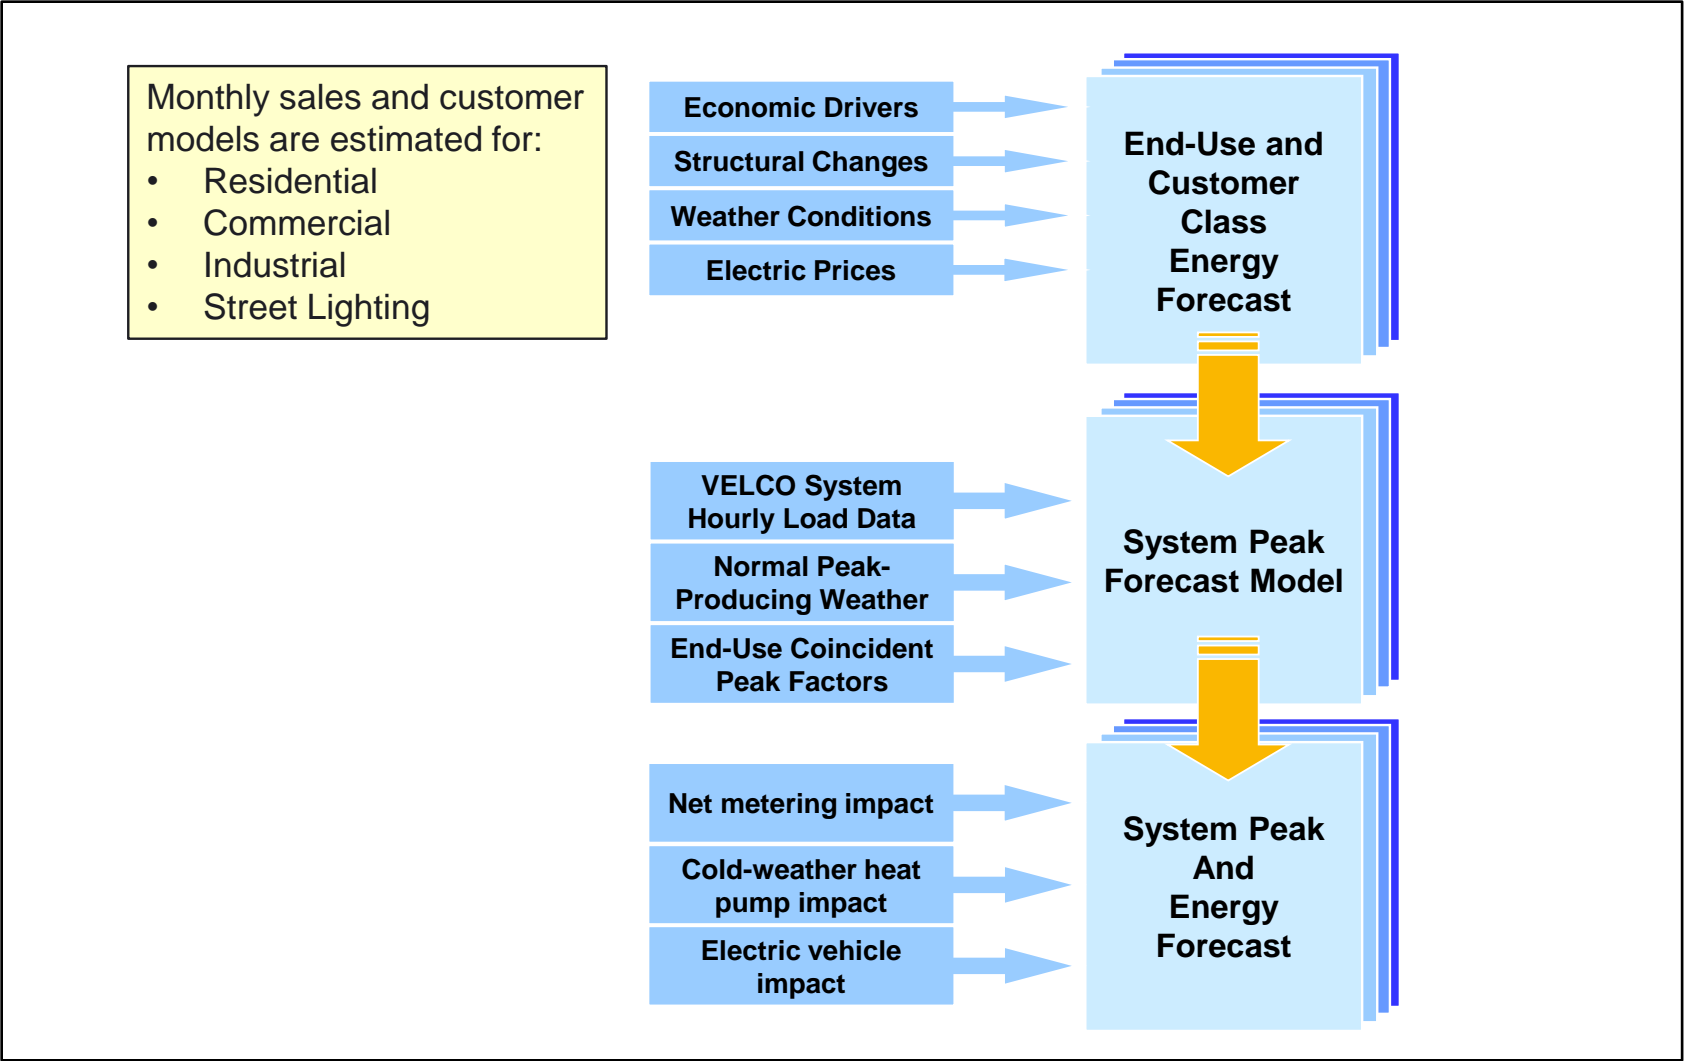 Monthly sales and customer
models are estimated for:
• Residential
• Commercial
• Industrial
• Street Lighting
Economic Drivers
Structural Changes
Weather Conditions
Electric Prices
End-Use and
Customer
Class
Energy
Forecast
VELCO System
Hourly Load Data
Normal Peak-
Producing Weather
End-Use Coincident
Peak Factors
System Peak
Forecast Model
Net metering impact
Cold-weather heat
pump impact
Electric vehicle
impact
System Peak
And
Energy
Forecast